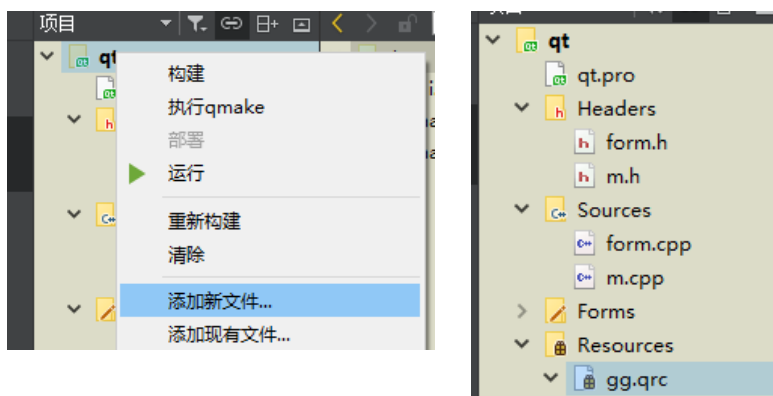 项目
qt
构建
执行qmake
部署
运行
重新构建
清除
添加新文件...
添加现有文件...
qt
qt.pro
Headers
form.h
m.h
Sources
form.cpp
m.cpp
Forms
Resources
gg.qrc